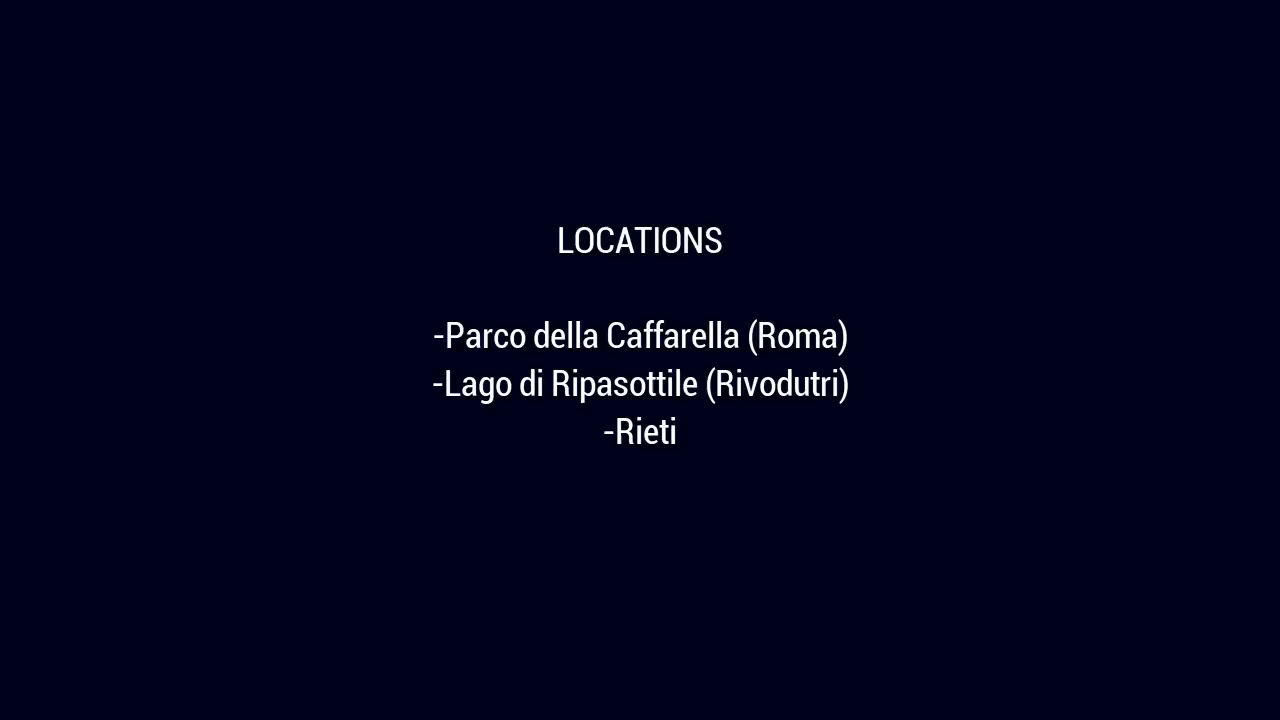 LOCATIONS
-Parco della Caffarella (Roma)
-Lago di Ripasottile (Rivodutri)
-Rieti